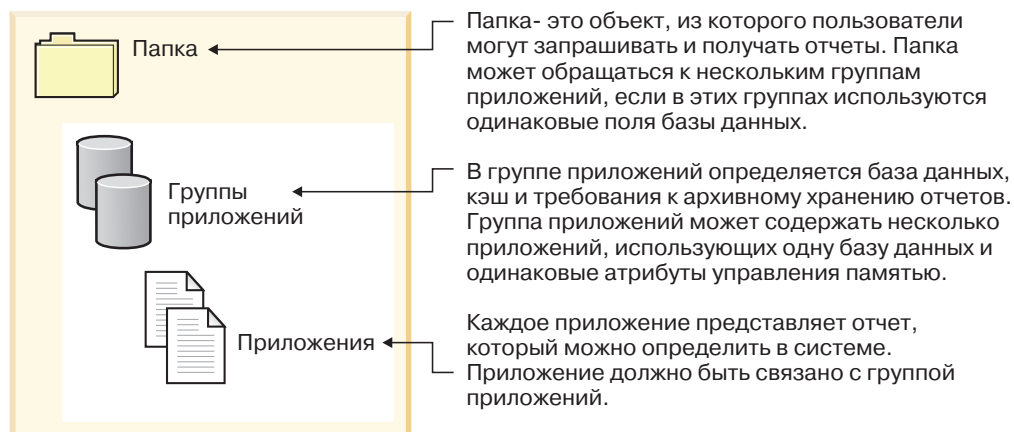 Папка
Папка- это объект, из которого пользователи
могут запрашивать и получать отчеты. Папка
может обращаться к нескольким группам
приложений, если в этих группах используются
одинаковые поля базы данных.
Группы
приложений
В группе приложений определяется база данных,
кэш и требования к архивному хранению отчетов.
Группа приложений может содержать несколько
приложений, использующих одну базу данных и
одинаковые атрибуты управления памятью.
Приложения
Каждое приложение представляет отчет,
который можно определить в системе.
Приложение должно быть связано с группой
приложений.